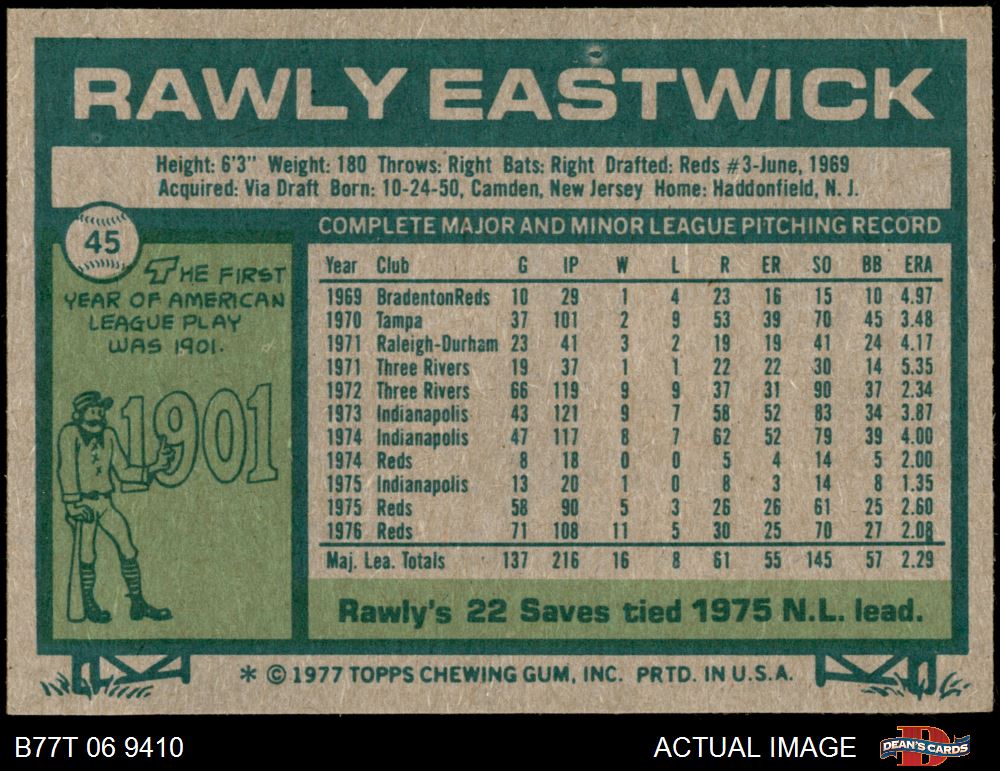 RAWLY EASTWICK
Height: 6'3" Weight: 180 Throws: Right Bats: Right Drafted: Reds #3-June, 1969
Acquired: Via Draft Born: 10-24-50, Camden, New Jersey Home: Haddonfield, N. J.
45
THE FIRST
YEAR OF AMERICAN
LEAGUE PLAY
WAS 1901.
1901
COMPLETE MAJOR AND MINOR LEAGUE PITCHING RECORD
Year Club G IP W L R ER SO BB ERA
1969 BradentonReds 10 29 1 4 23 16 15 10 4.97
1970 Tampa 37 101 2 9 53 39 70 45 3.48
1971 Raleigh-Durham 23 41 3 2 19 19 41 24 4.17
1971 Three Rivers 19 37 1 1 22 22 30 14 5.35
1972 Three Rivers 66 119 9 9 37 31 90 37 2.34
1973 Indianapolis 43 121 9 7 58 52 83 34 3.87
1974 Indianapolis 47 117 8 7 62 52 79 39 4.00
1974 Reds 8 18 0 0 5 4 14 5 2.00
1975 Indianapolis 13 20 1 0 8 3 14 8 1.35
1975 Reds 58 90 5 3 26 26 61 25 2.60
1976 Reds 71 108 11 5 30 25 70 27 2.08
Maj. Lea. Totals 137 216 16 8 61 55 145 57 2.29
Rawly's 22 Saves tied 1975 N.L. lead.
* © 1977 TOPPS CHEWING GUM, INC. PRTD. IN U.S.A.
B77T 06 9410 ACTUAL IMAGE DEAN'S CARDS